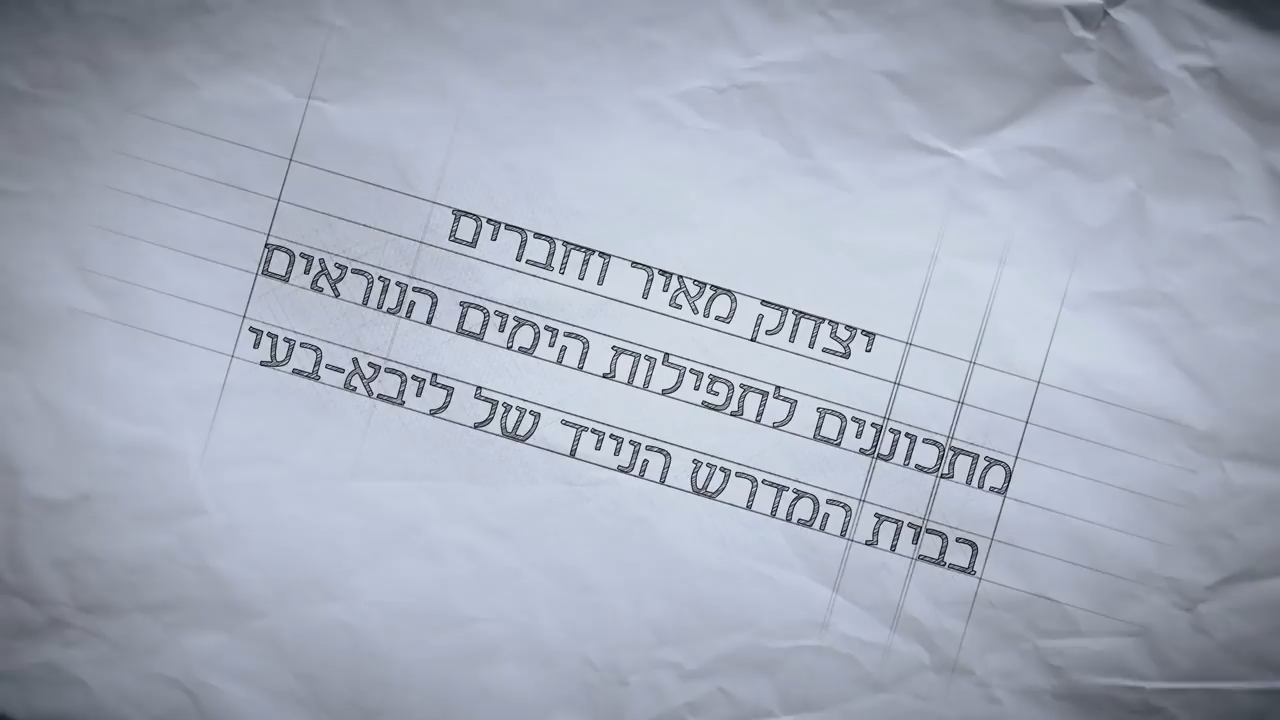 יצחק מאיר וחברים
מתכוננים לתפילות הימים הנוראים
בבית המדרש הנייד של ליבא-בעי